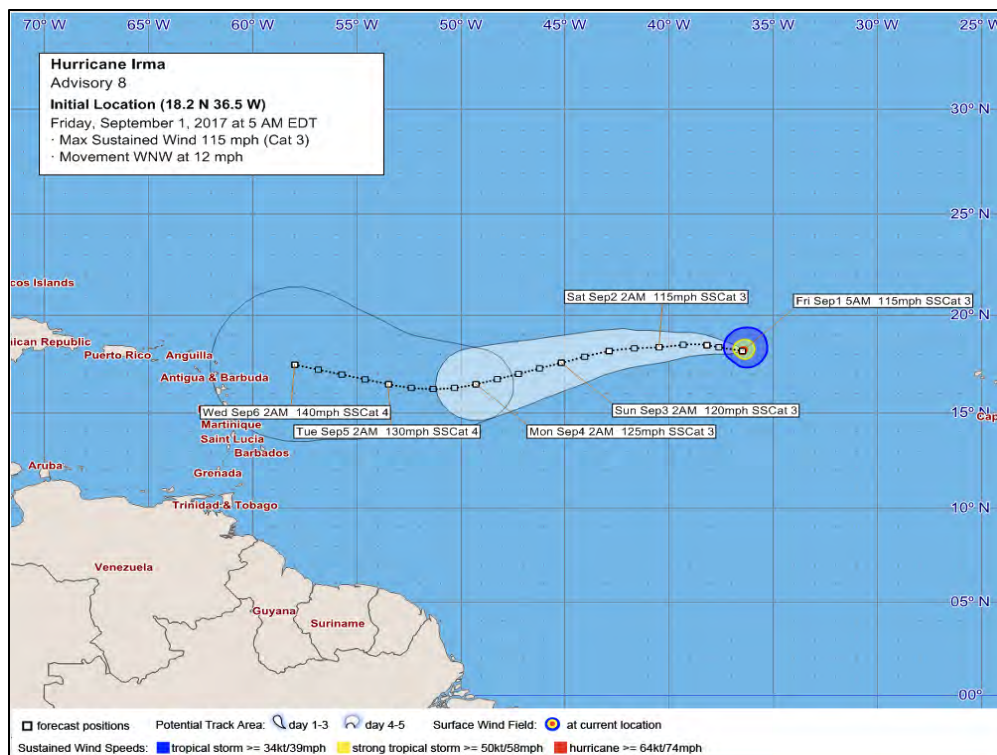 70° W
65° W
60° W
55° W
50° W
45° W
40° W
35° W
30° W
25° W
Hurricane Irma
Advisory 8
Initial Location (18.2 N 36.5 W)
Friday, September 1, 2017 at 5 AM EDT
· Max Sustained Wind 115 mph (Cat 3)
· Movement WNW at 12 mph
30° N
25° N
cos Islands
20° N
Sat Sep2 2AM 115mph SSCat 3
Fri Sep1 5AM 115mph SSCat 3
nican Republic
Puerto Rico
Anguilla
Antigua & Barbuda
Wed Sep6 2AM 140mph SSCat 4
Sun Sep3 2AM 120mph SSCat 3
15° N
Cap
Martinique
Tue Sep5 2AM 130mph SSCat 4
Mon Sep4 2AM 125mph SSCat 3
Saint Lucia
Barbados
Aruba
Grenada
Trinidad & Tobago
10° N
Venezuela
Guyana
Suriname
05° N
00°
forecast positions Potential Track Area: day 1-3 day 4-5 Surface Wind Field: at current location
Sustained Wind Speeds: tropical storm >= 34kt/39mph strong tropical storm >= 50kt/58mph hurricane >= 64kt/74mph